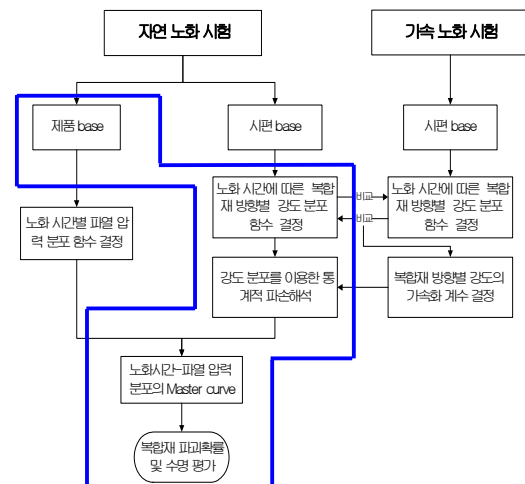 자연 노화 시험
가속 노화 시험
제품 base
시편 base
시편 base
노화 시간에 따른 복합
재 방향별 강도 분포
함수 결정
비교
비교
노화 시간에 따른 복합
재 방향별 강도 분포
함수 결정
노화 시간별 파열 압
력 분포 함수 결정
강도 분포를 이용한 통
계적 파손해석
복합재 방향별 강도의
가속화 계수 결정
노화시간-파열 압력
분포의 Master curve
복합재 파괴확률
및 수명 평가